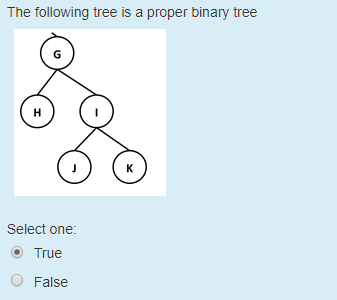 The following tree is a proper binary tree
G
H I
J K
Select one:
True
False